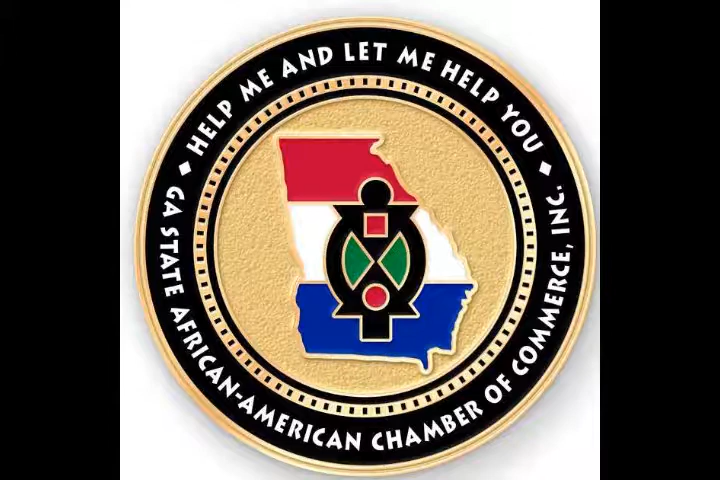 HELP ME AND LET ME HELP YOU
GA STATE AFRICAN-AMERICAN CHAMBER OF COMMERCE, INC.